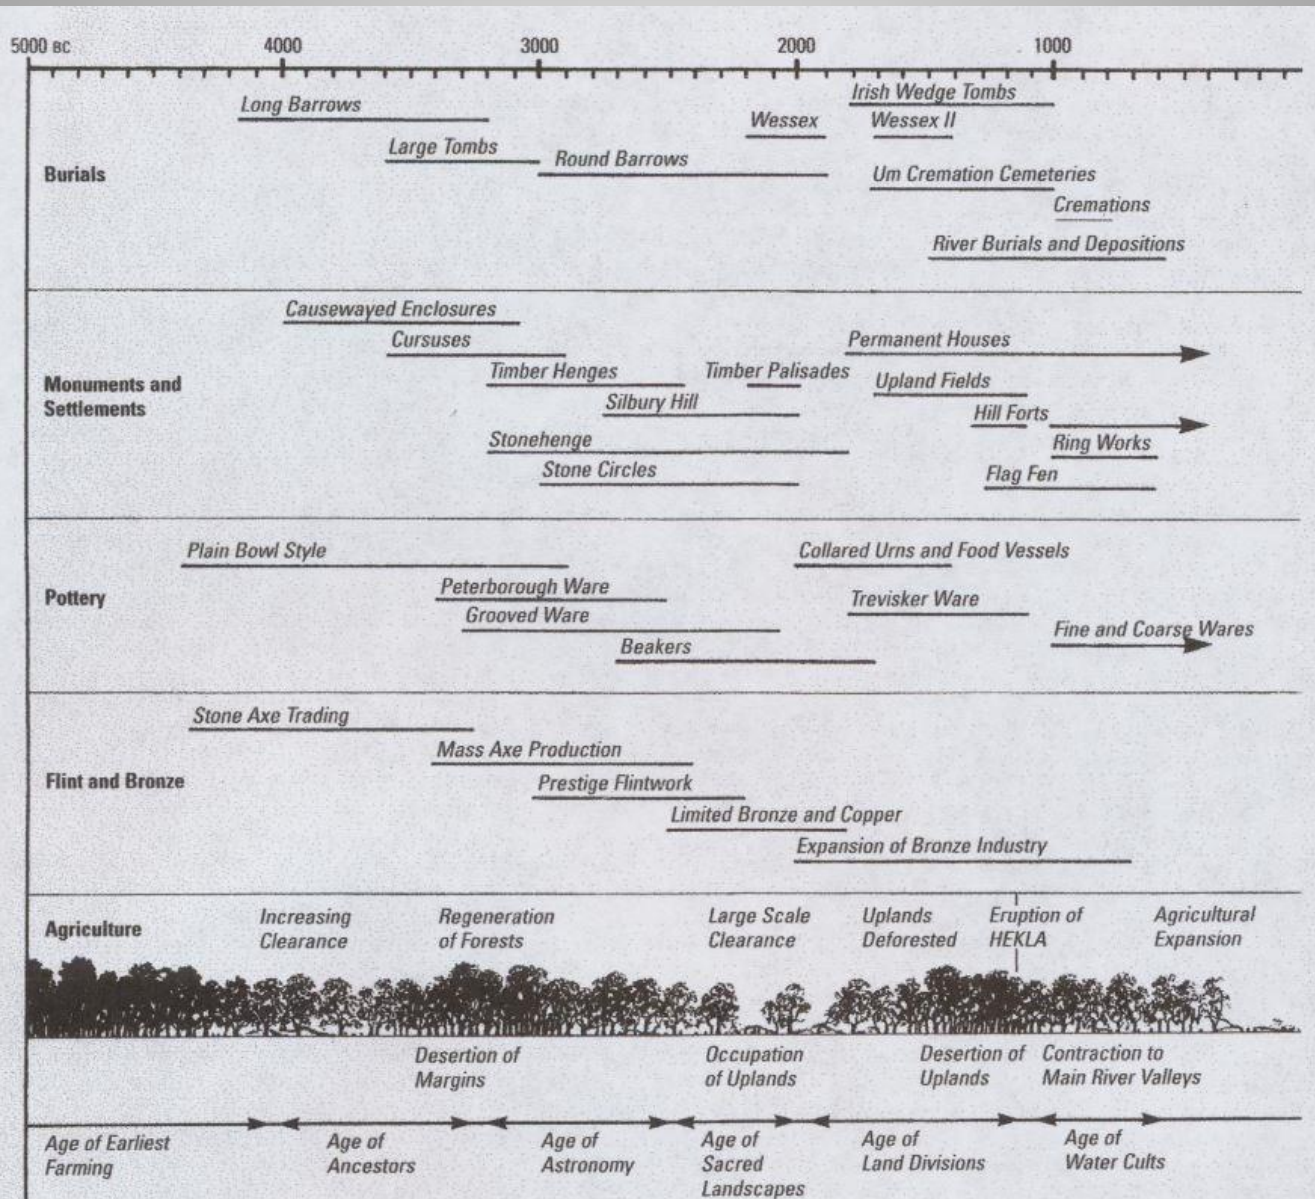 5000 BC 4000 3000 2000 1000
Burials
Long Barrows
Large Tombs
Round Barrows
Wessex
Irish Wedge Tombs
Wessex II
Um Cremation Cemeteries
Cremations
River Burials and Depositions
Monuments and
Settlements
Causewayed Enclosures
Cursuses
Timber Henges
Timber Palisades
Silbury Hill
Stonehenge
Stone Circles
Permanent Houses
Upland Fields
Hill Forts
Ring Works
Flag Fen
Pottery
Plain Bowl Style
Peterborough Ware
Grooved Ware
Beakers
Collared Urns and Food Vessels
Trevisker Ware
Fine and Coarse Wares
Flint and Bronze
Stone Axe Trading
Mass Axe Production
Prestige Flintwork
Limited Bronze and Copper
Expansion of Bronze Industry
Agriculture
Increasing
Clearance
Regeneration
of Forests
Large Scale
Clearance
Uplands
Deforested
Eruption of
HEKLA
Agricultural
Expansion
Desertion of
Margins
Occupation
of Uplands
Desertion of
Uplands
Contraction to
Main River Valleys
Age of Earliest
Farming
Age of
Ancestors
Age of
Astronomy
Age of
Sacred
Landscapes
Age of
Land Divisions
Age of
Water Cults